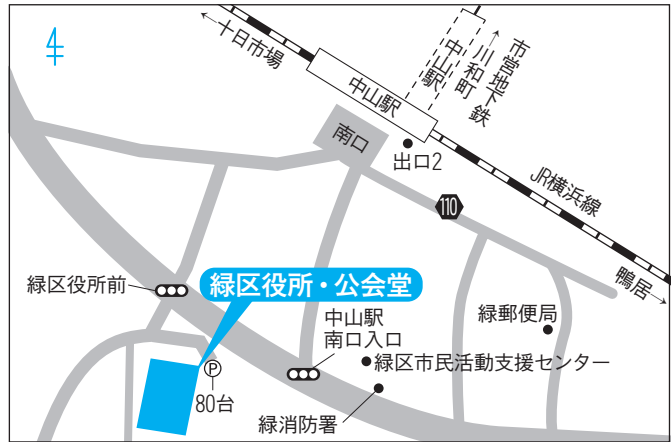 ←十日市場
中山駅
中山駅
市営地下鉄
川和町→
南口
出口2
JR横浜線
110
鴨居→
緑区役所前
緑区役所・公会堂
中山駅
南口入口
緑郵便局
緑区市民活動支援センター
P
80台
緑消防署